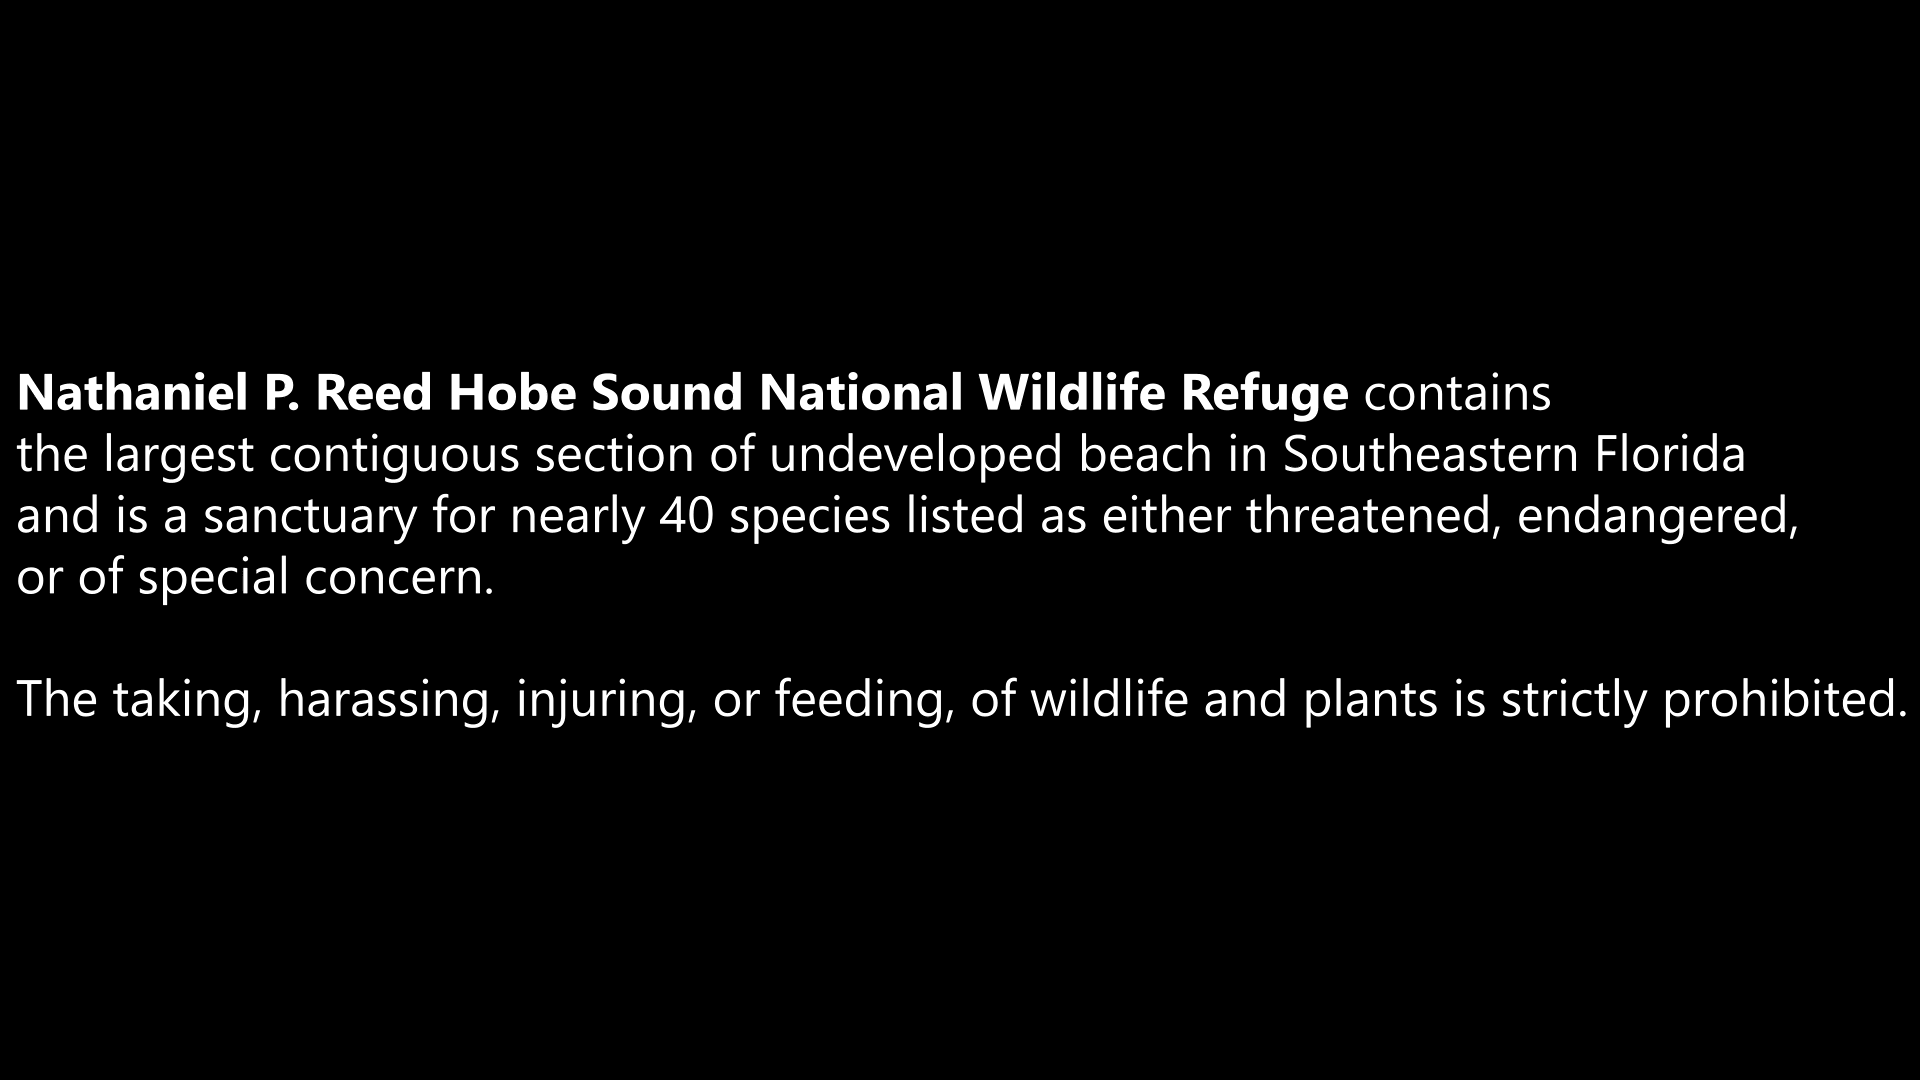 Nathaniel P. Reed Hobe Sound National Wildlife Refuge contains
the largest contiguous section of undeveloped beach in Southeastern Florida
and is a sanctuary for nearly 40 species listed as either threatened, endangered,
or of special concern.
The taking, harassing, injuring, or feeding, of wildlife and plants is strictly prohibited.